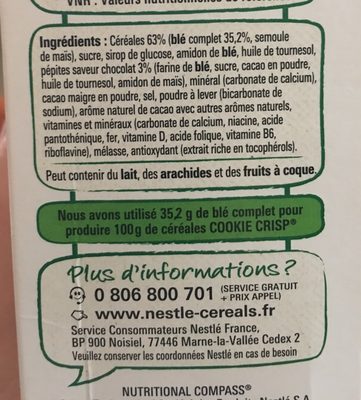 VNR : Valeurs nutritionnelles de référence
Ingrédients : Céréales 63% (blé complet 35,2%, semoule
de maïs), sucre, sirop de glucose, amidon de blé, huile de tournesol,
pépites saveur chocolat 3% (farine de blé, sucre, cacao en poudre,
huile de tournesol, amidon de maïs), minéral (carbonate de calcium),
cacao maigre en poudre, sel, poudre à lever (bicarbonate de
sodium), arôme naturel de cacao avec autres arômes naturels,
vitamines et minéraux (carbonate de calcium, niacine, acide
pantothénique, fer, vitamine D, acide folique, vitamine B6,
riboflavine), mélasse, antioxydant (extrait riche en tocophérols).
Peut contenir du lait, des arachides et des fruits à coque.
Nous avons utilisé 35,2 g de blé complet pour
produire 100g de céréales COOKIE CRISP®
Plus d'informations ?
0 806 800 701 (SERVICE GRATUIT
+ PRIX APPEL)
www.nestle-cereals.fr
Service Consommateurs Nestlé France,
BP 900 Noisiel, 77446 Marne-la-Vallée Cedex 2
Veuillez conserver les coordonnées Nestlé en cas de besoin
NUTRITIONAL COMPASS®